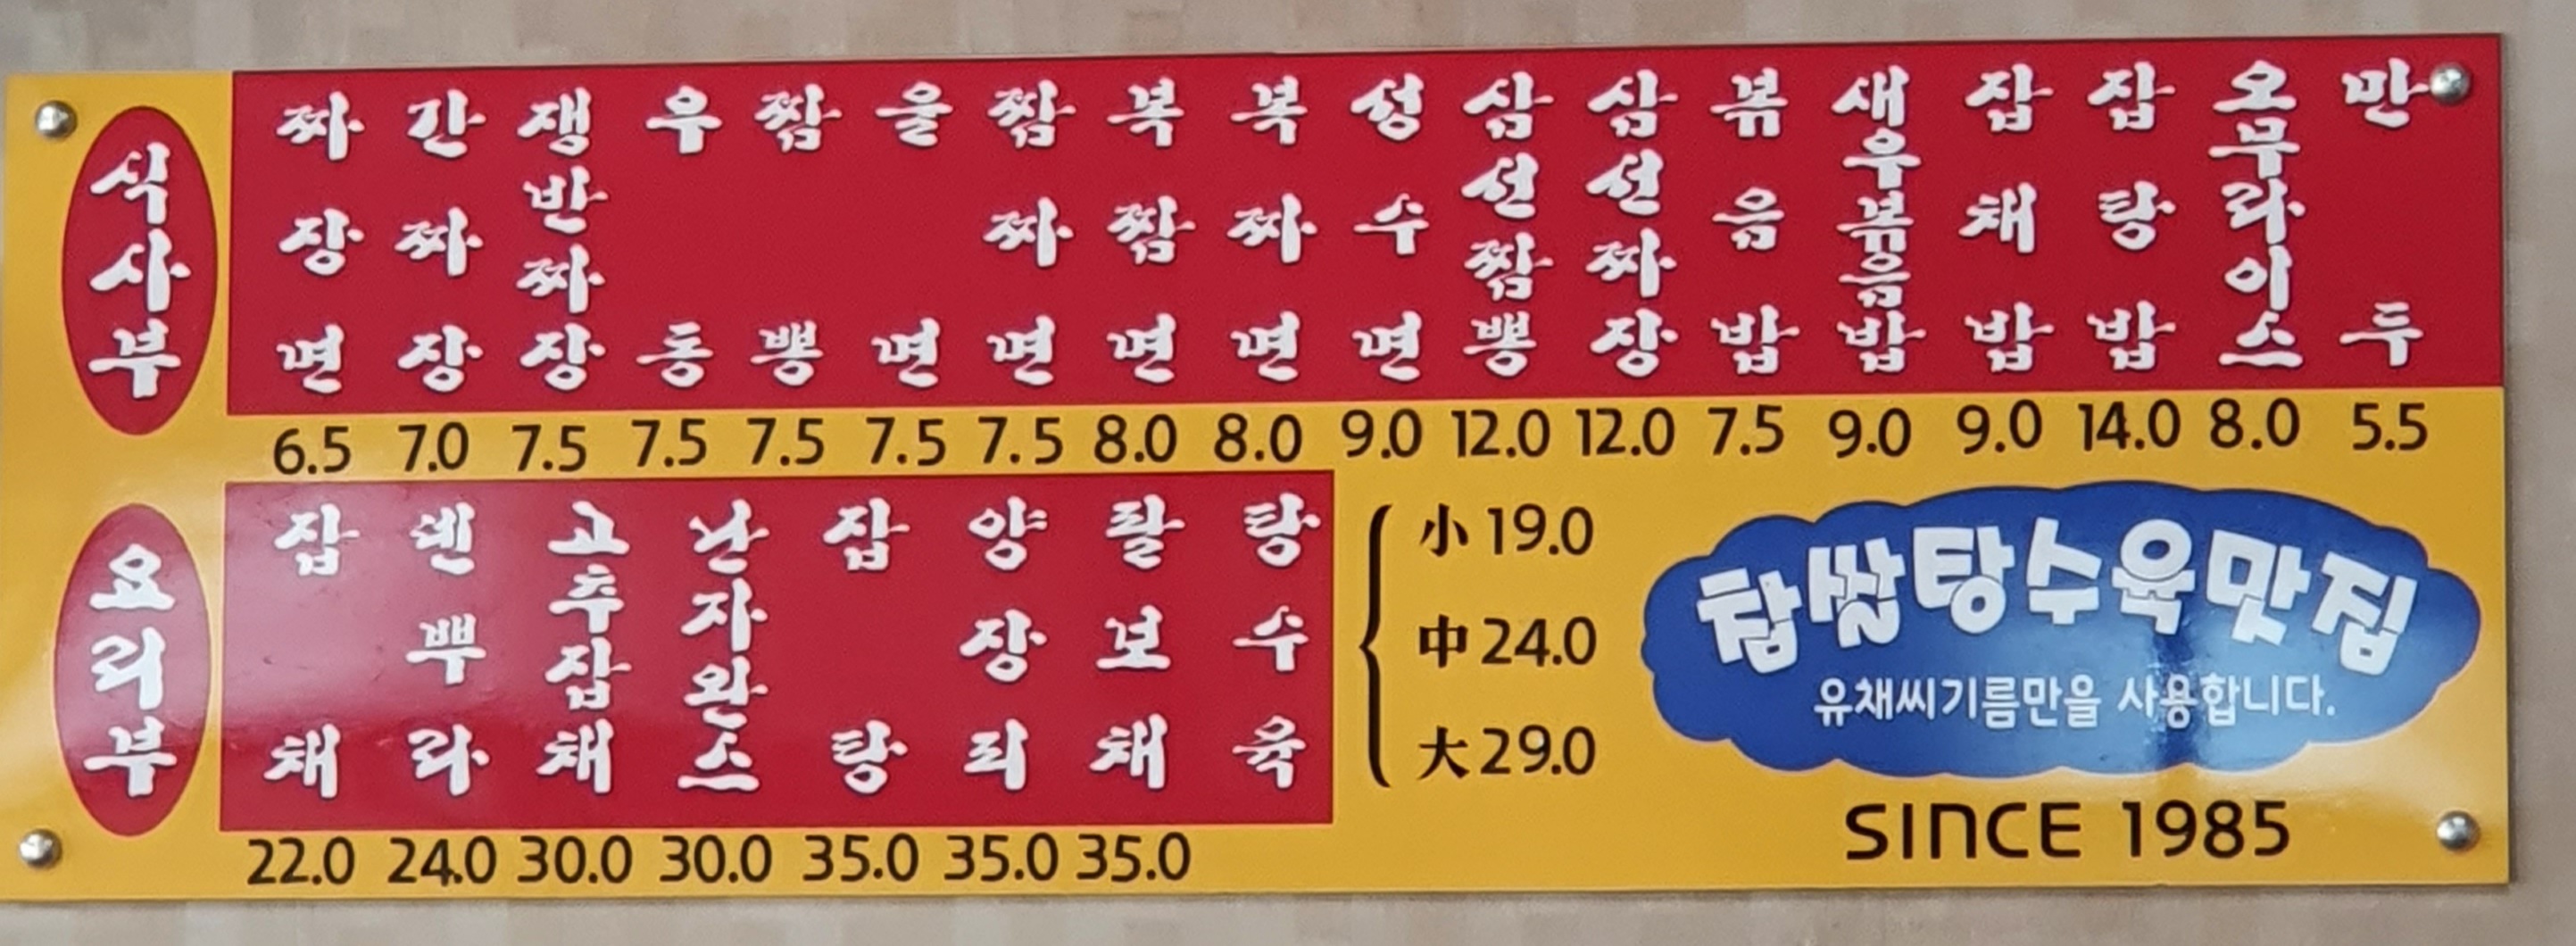 식사부
짜장면
간짜장
쟁반짜장
우동
짬뽕
울면
짬짜면
복짬면
복짜면
성수면
삼선짬뽕
삼선짜장
볶음밥
새우볶음밥
잡채밥
잡탕밥
오무라이스
만두
6.5 7.0 7.5 7.5 7.5 7.5 7.5 8.0 8.0 9.0 12.0 12.0 7.5 9.0 9.0 14.0 8.0 5.5
요리부
잡채
덴뿌라
고추잡채
난자완스
잡탕
양장피
팔보채
탕수육
小 19.0
中 24.0
大 29.0
22.0 24.0 30.0 30.0 35.0 35.0 35.0
찹쌀탕수육맛집
유채씨기름만을 사용합니다.
SINCE 1985